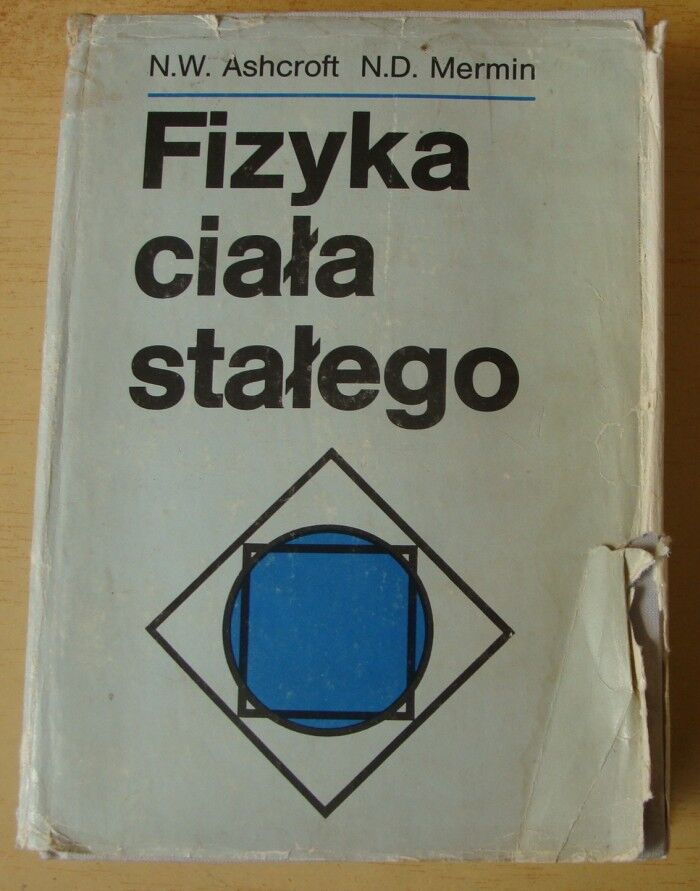 N.W. Ashcroft N.D. Mermin
Fizyka
ciała
stałego